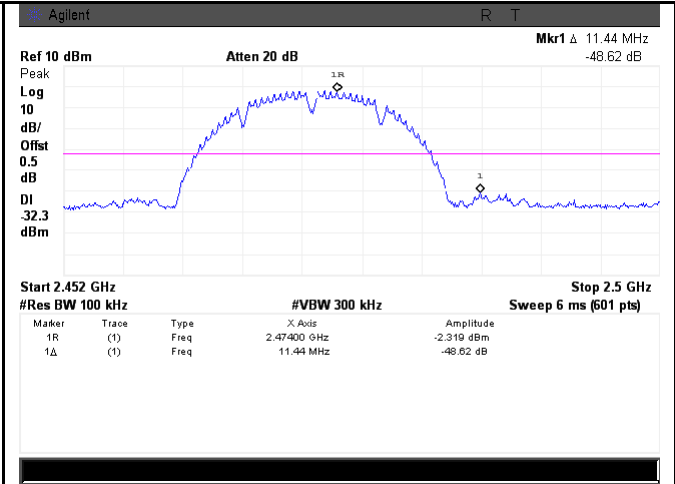 Agilent R T
Mkr1 Δ 11.44 MHz
Ref 10 dBm Atten 20 dB -48.62 dB
Peak
Log
10
dB/
Offst
0.5
dB
DI
-32.3
dBm
1R
1
Start 2.452 GHz Stop 2.5 GHz
#Res BW 100 kHz #VBW 300 kHz Sweep 6 ms (601 pts)
Marker Trace Type X Axis Amplitude
1R (1) Freq 2.47400 GHz -2.319 dBm
1Δ (1) Freq 11.44 MHz -48.62 dB